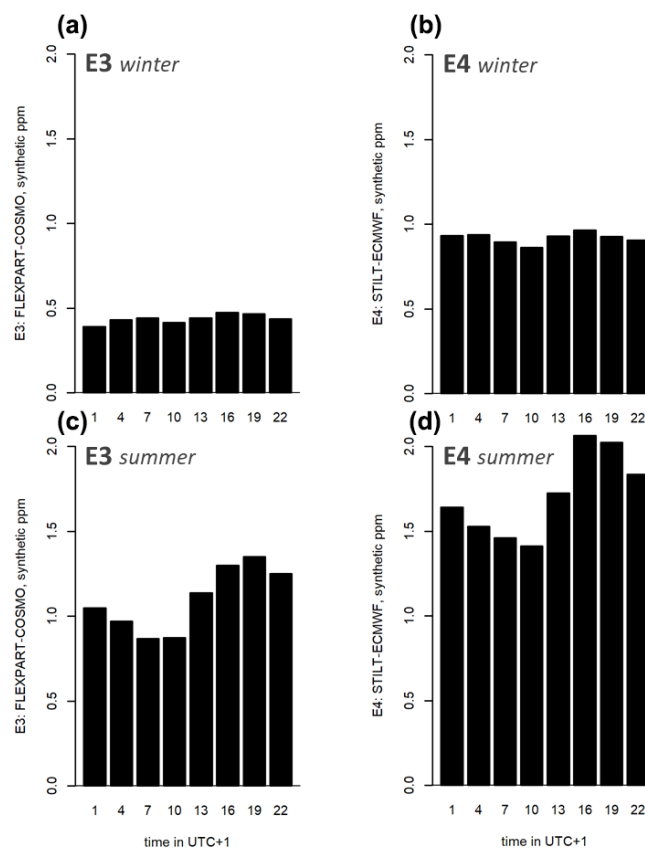 (a)
E3 winter
E3: FLEXPART-COSMO, synthetic ppm
2.0
1.5
1.0
0.5
0.0
1 4 7 10 13 16 19 22
(b)
E4 winter
E4: STILT-ECMWF, synthetic ppm
2.0
1.5
1.0
0.5
0.0
1 4 7 10 13 16 19 22
(c)
E3 summer
E3: FLEXPART-COSMO, synthetic ppm
2.0
1.5
1.0
0.5
0.0
1 4 7 10 13 16 19 22
time in UTC+1
(d)
E4 summer
E4: STILT-ECMWF, synthetic ppm
2.0
1.5
1.0
0.5
0.0
1 4 7 10 13 16 19 22
time in UTC+1